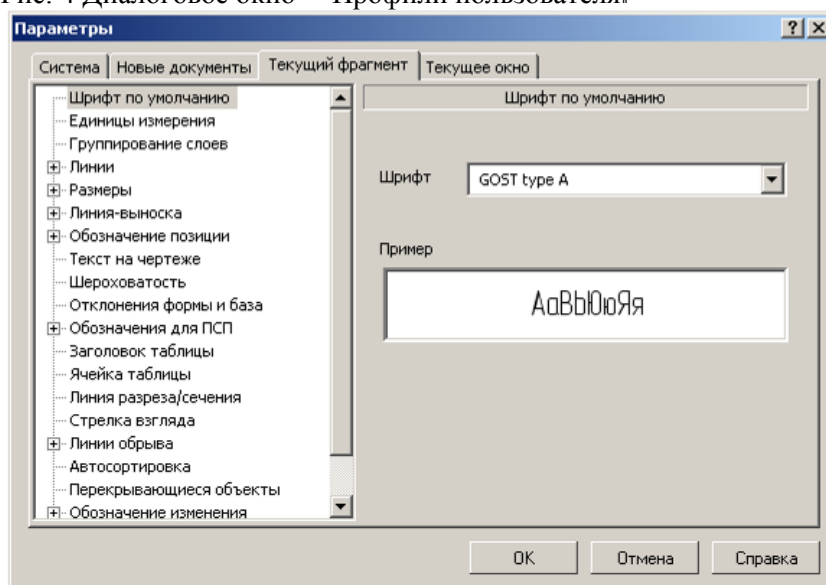 Рис. 4 Диалоговое окно – Профили пользователя.
Параметры
Система Новые документы Текущий фрагмент Текущее окно
Шрифт по умолчанию
Единицы измерения
Группирование слоев
Линии
Размеры
Линия-выноска
Обозначение позиции
Текст на чертеже
Шероховатость
Отклонения формы и база
Обозначения для ПСП
Заголовок таблицы
Ячейка таблицы
Линия разреза/сечения
Стрелка взгляда
Линии обрыва
Автосортировка
Перекрывающиеся объекты
Обозначение изменения
Шрифт по умолчанию
Шрифт GOST type A
Пример
АаВЬЮюЯя
OK Отмена Справка